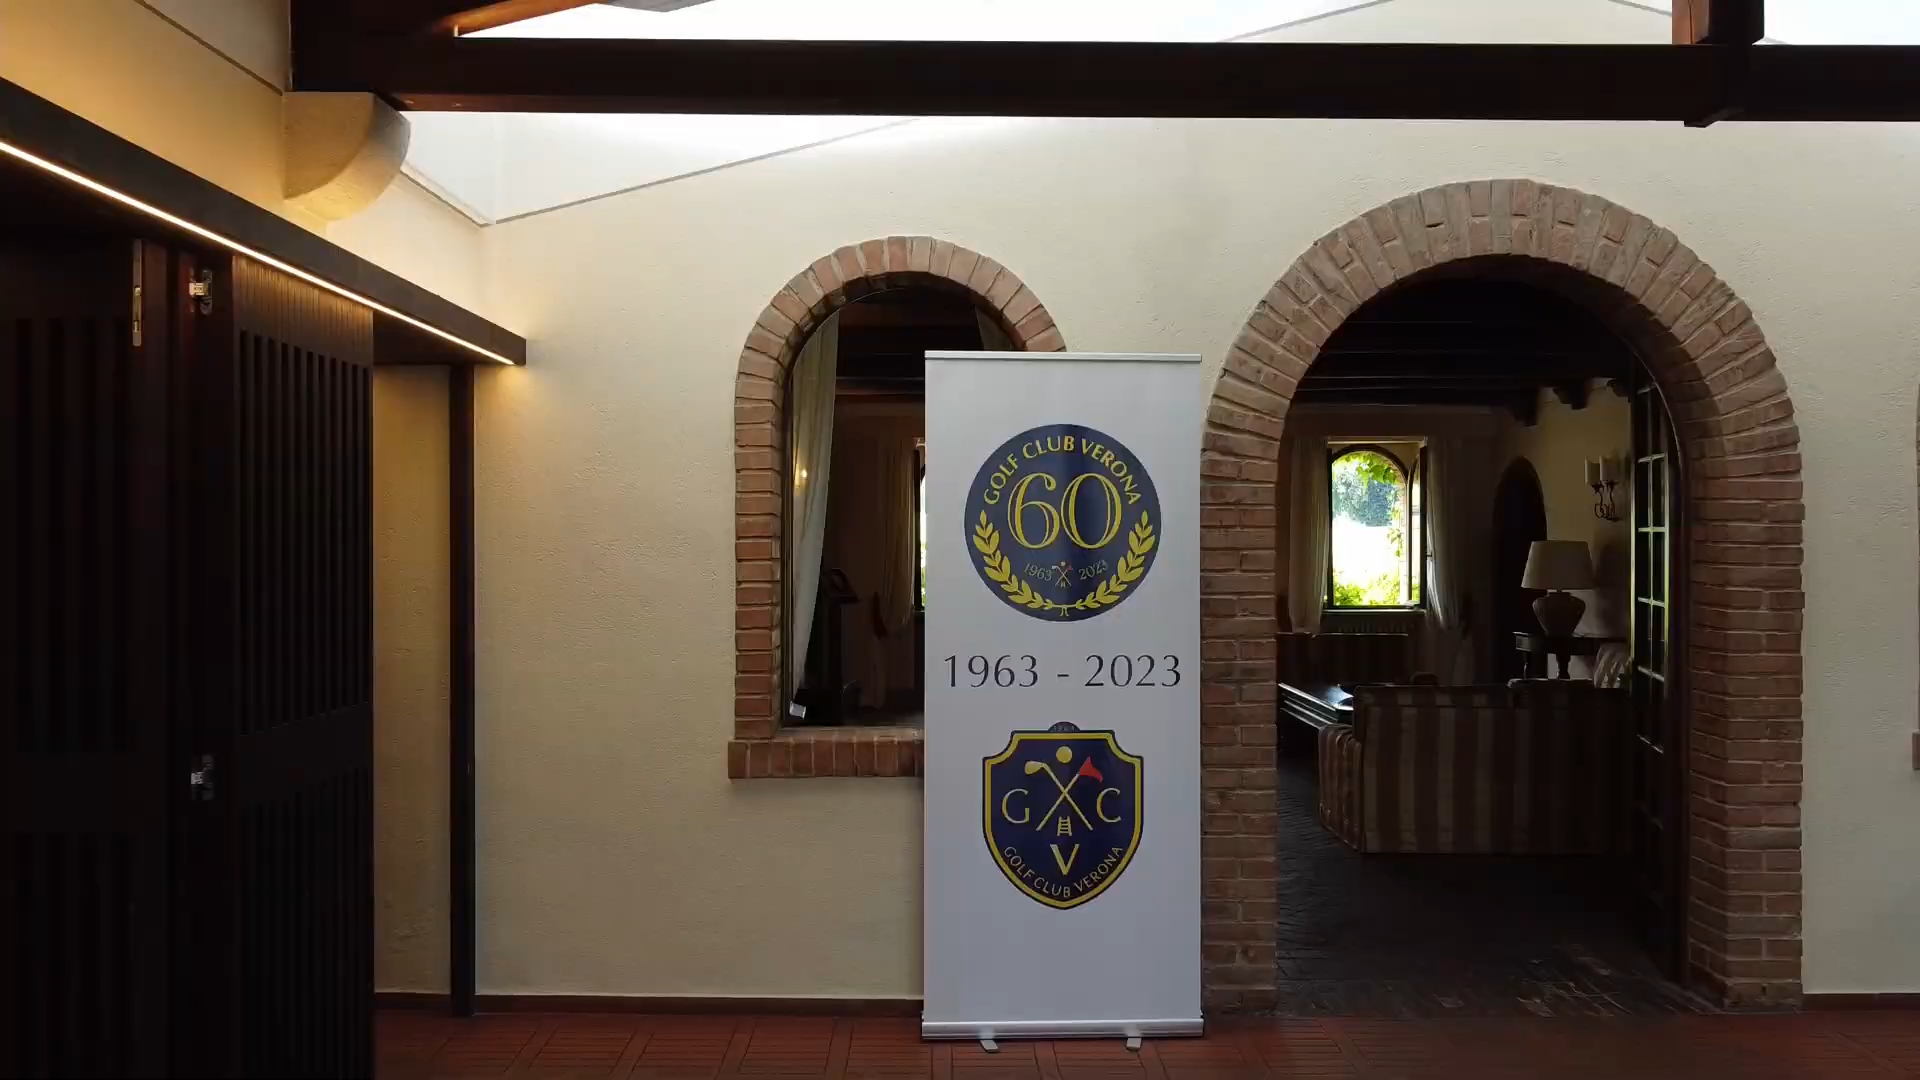 GOLF CLUB VERONA
60
1963 2023
1963 - 2023
G C
V
GOLF CLUB VERONA